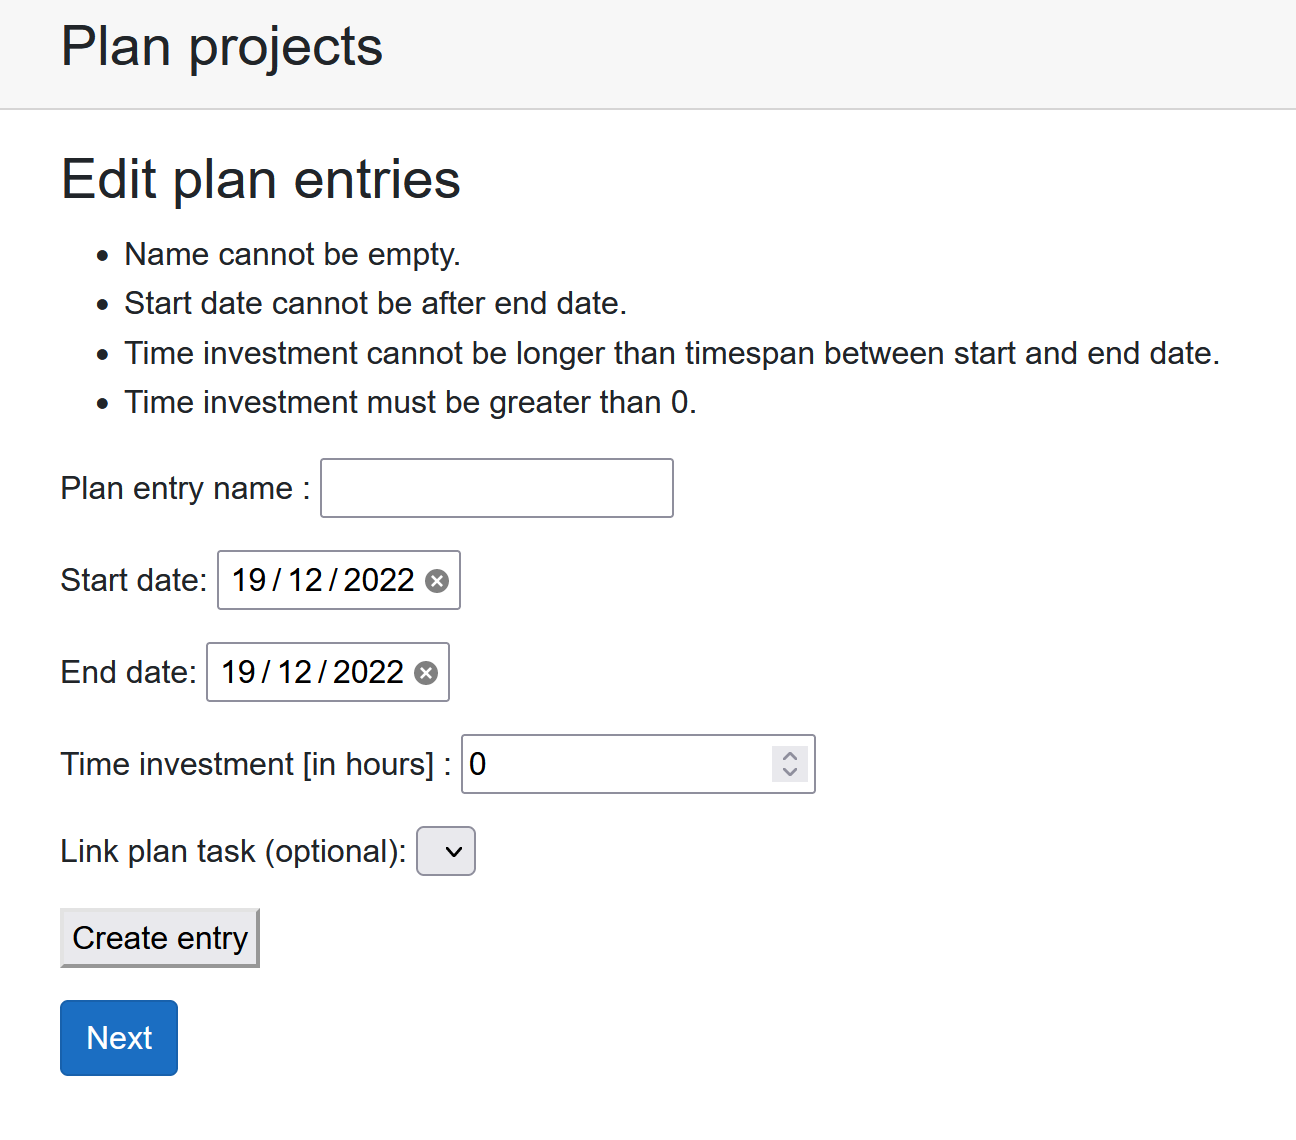 Plan projects
Edit plan entries
• Name cannot be empty.
• Start date cannot be after end date.
• Time investment cannot be longer than timespan between start and end date.
• Time investment must be greater than 0.
Plan entry name :
Start date: 19/12/2022
End date: 19/12/2022
Time investment [in hours] : 0
Link plan task (optional):
Create entry
Next